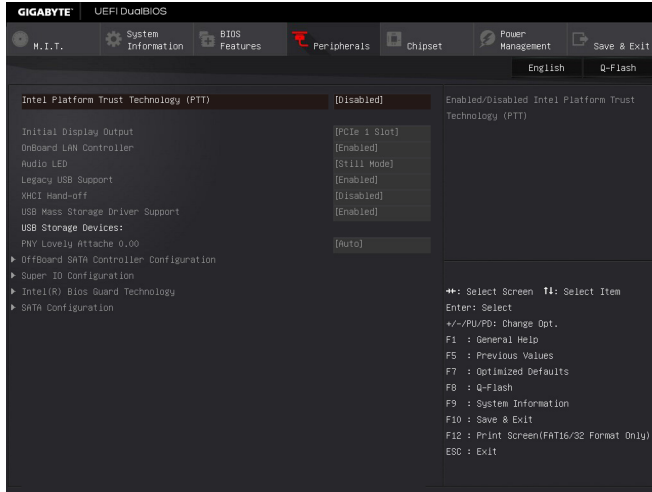 GIGABYTE™ UEFI DualBIOS
M.I.T.
System Information
BIOS Features
Peripherals
Chipset
Power Management
Save & Exit
English Q-Flash
Intel Platform Trust Technology (PTT) [Disabled]
Initial Display Output [PCIe 1 Slot]
OnBoard LAN Controller [Enabled]
Audio LED [Still Mode]
Legacy USB Support [Enabled]
XHCI Hand-off [Disabled]
USB Mass Storage Driver Support [Enabled]
USB Storage Devices:
PNY Lovely Attache 0.00 [Auto]
OffBoard SATA Controller Configuration
Super IO Configuration
Intel(R) Bios Guard Technology
SATA Configuration
Enabled/Disabled Intel Platform Trust
Technology (PTT)
→←: Select Screen ↑↓: Select Item
Enter: Select
+/-/PU/PD: Change Opt.
F1 : General Help
F5 : Previous Values
F7 : Optimized Defaults
F8 : Q-Flash
F9 : System Information
F10 : Save & Exit
F12 : Print Screen(FAT16/32 Format Only)
ESC : Exit